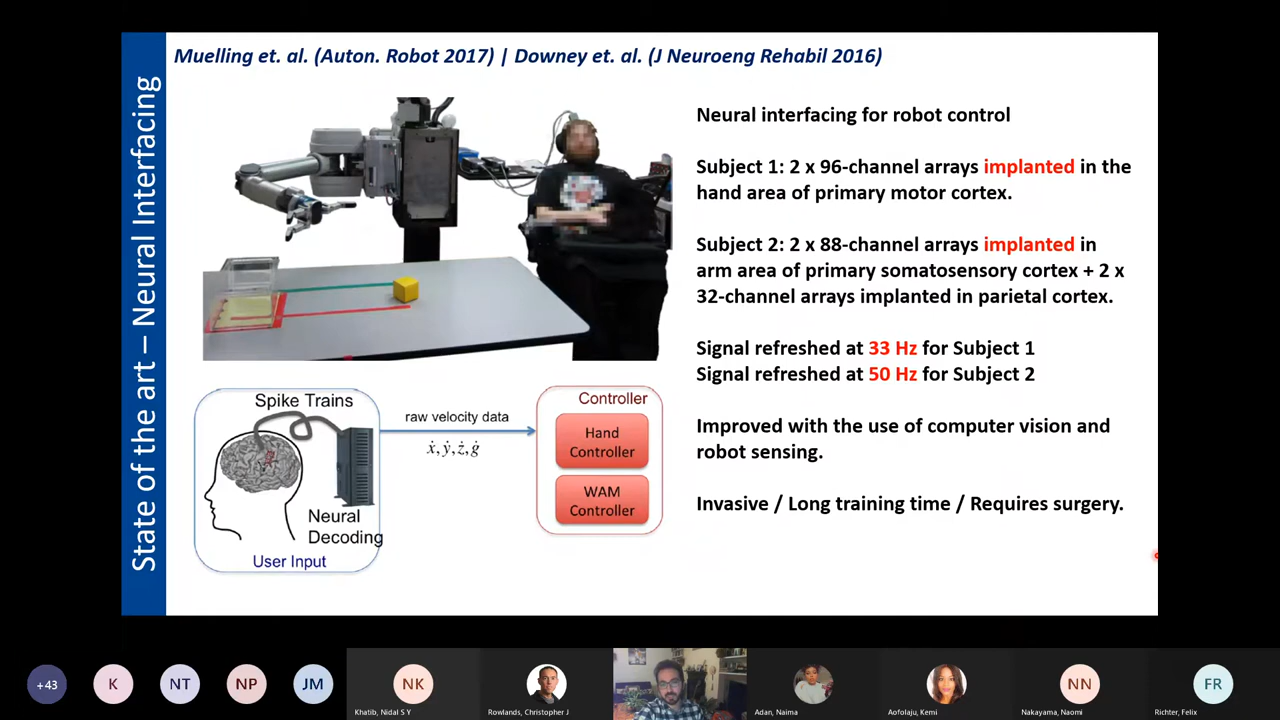 Muelling et. al. (Auton. Robot 2017) | Downey et. al. (J Neuroeng Rehabil 2016)
State of the art – Neural Interfacing
Neural interfacing for robot control
Subject 1: 2 x 96-channel arrays implanted in the
hand area of primary motor cortex.
Subject 2: 2 x 88-channel arrays implanted in
arm area of primary somatosensory cortex + 2 x
32-channel arrays implanted in parietal cortex.
Signal refreshed at 33 Hz for Subject 1
Signal refreshed at 50 Hz for Subject 2
Improved with the use of computer vision and
robot sensing.
Invasive / Long training time / Requires surgery.
Spike Trains
Neural
Decoding
User Input
raw velocity data
ẋ, ẏ, ż, ġ
Controller
Hand
Controller
WAM
Controller
+43
K
NT
NP
JM
NK
NN
FR
Khatib, Nidal S Y
Rowlands, Christopher J
Adan, Naima
Aofolaju, Kemi
Nakayama, Naomi
Richter, Felix